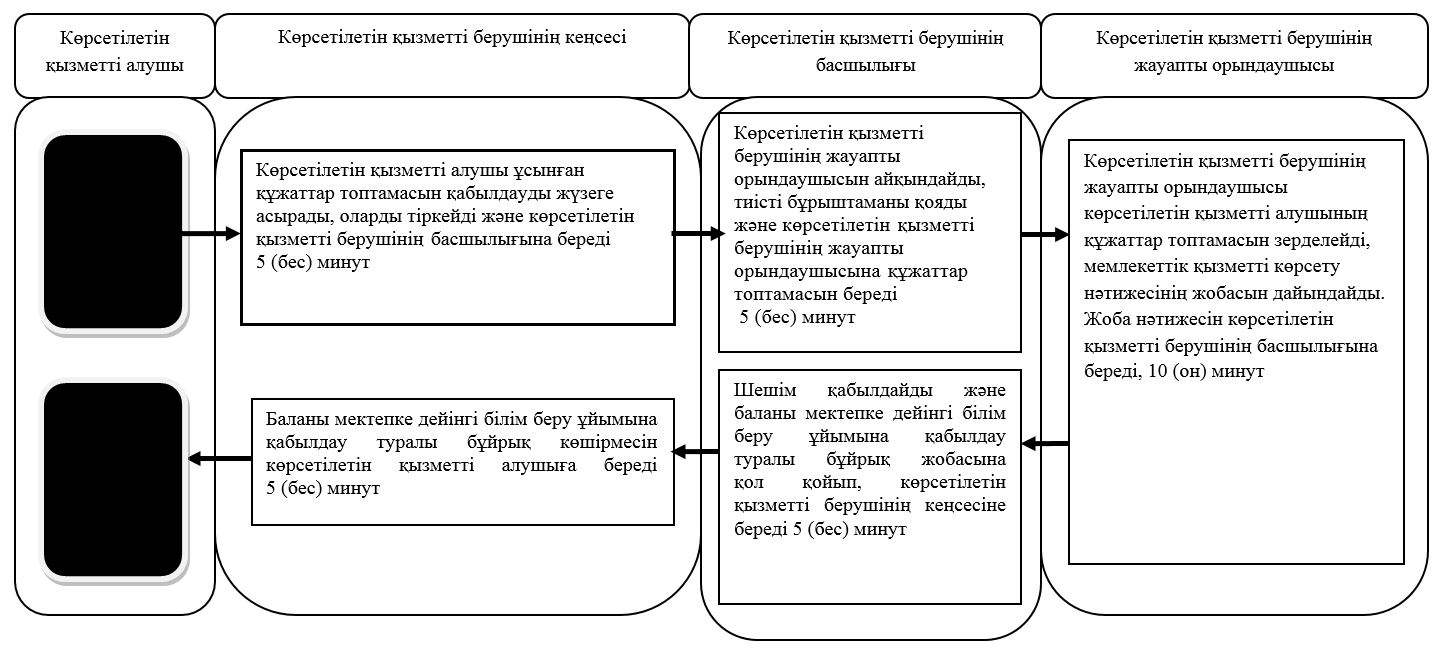 Көрсетілетін
қызметті алушы
Көрсетілетін қызметті берушінің кеңсесі
Көрсетілетін қызметті берушінің
басшылығы
Көрсетілетін қызметті берушінің
жауапты орындаушысы
Көрсетілетін қызметті алушы ұсынған
құжаттар топтамасын қабылдауды жүзеге
асырады, оларды тіркейді және көрсетілетін
қызметті берушінің басшылығына береді
5 (бес) минут
Көрсетілетін қызметті
берушінің жауапты
орындаушысын айқындайды,
тиісті бұрыштаманы қояды
және көрсетілетін қызметті
берушінің жауапты
орындаушысына құжаттар
топтамасын береді
5 (бес) минут
Көрсетілетін қызметті берушінің
жауапты орындаушысы
көрсетілетін қызметті алушының
құжаттар топтамасын зерделейді,
мемлекеттік қызметті көрсету
нәтижесінің жобасын дайындайды.
Жоба нәтижесін көрсетілетін
қызметті берушінің басшылығына
береді, 10 (он) минут
Шешім қабылдайды және
баланы мектепке дейінгі білім
беру ұйымына қабылдау
туралы бұйрық жобасына
қол қойып, көрсетілетін
қызметті берушінің кеңсесіне
береді 5 (бес) минут
Баланы мектепке дейінгі білім беру ұйымына
қабылдау туралы бұйрық көшірмесін
көрсетілетін қызметті алушыға береді
5 (бес) минут